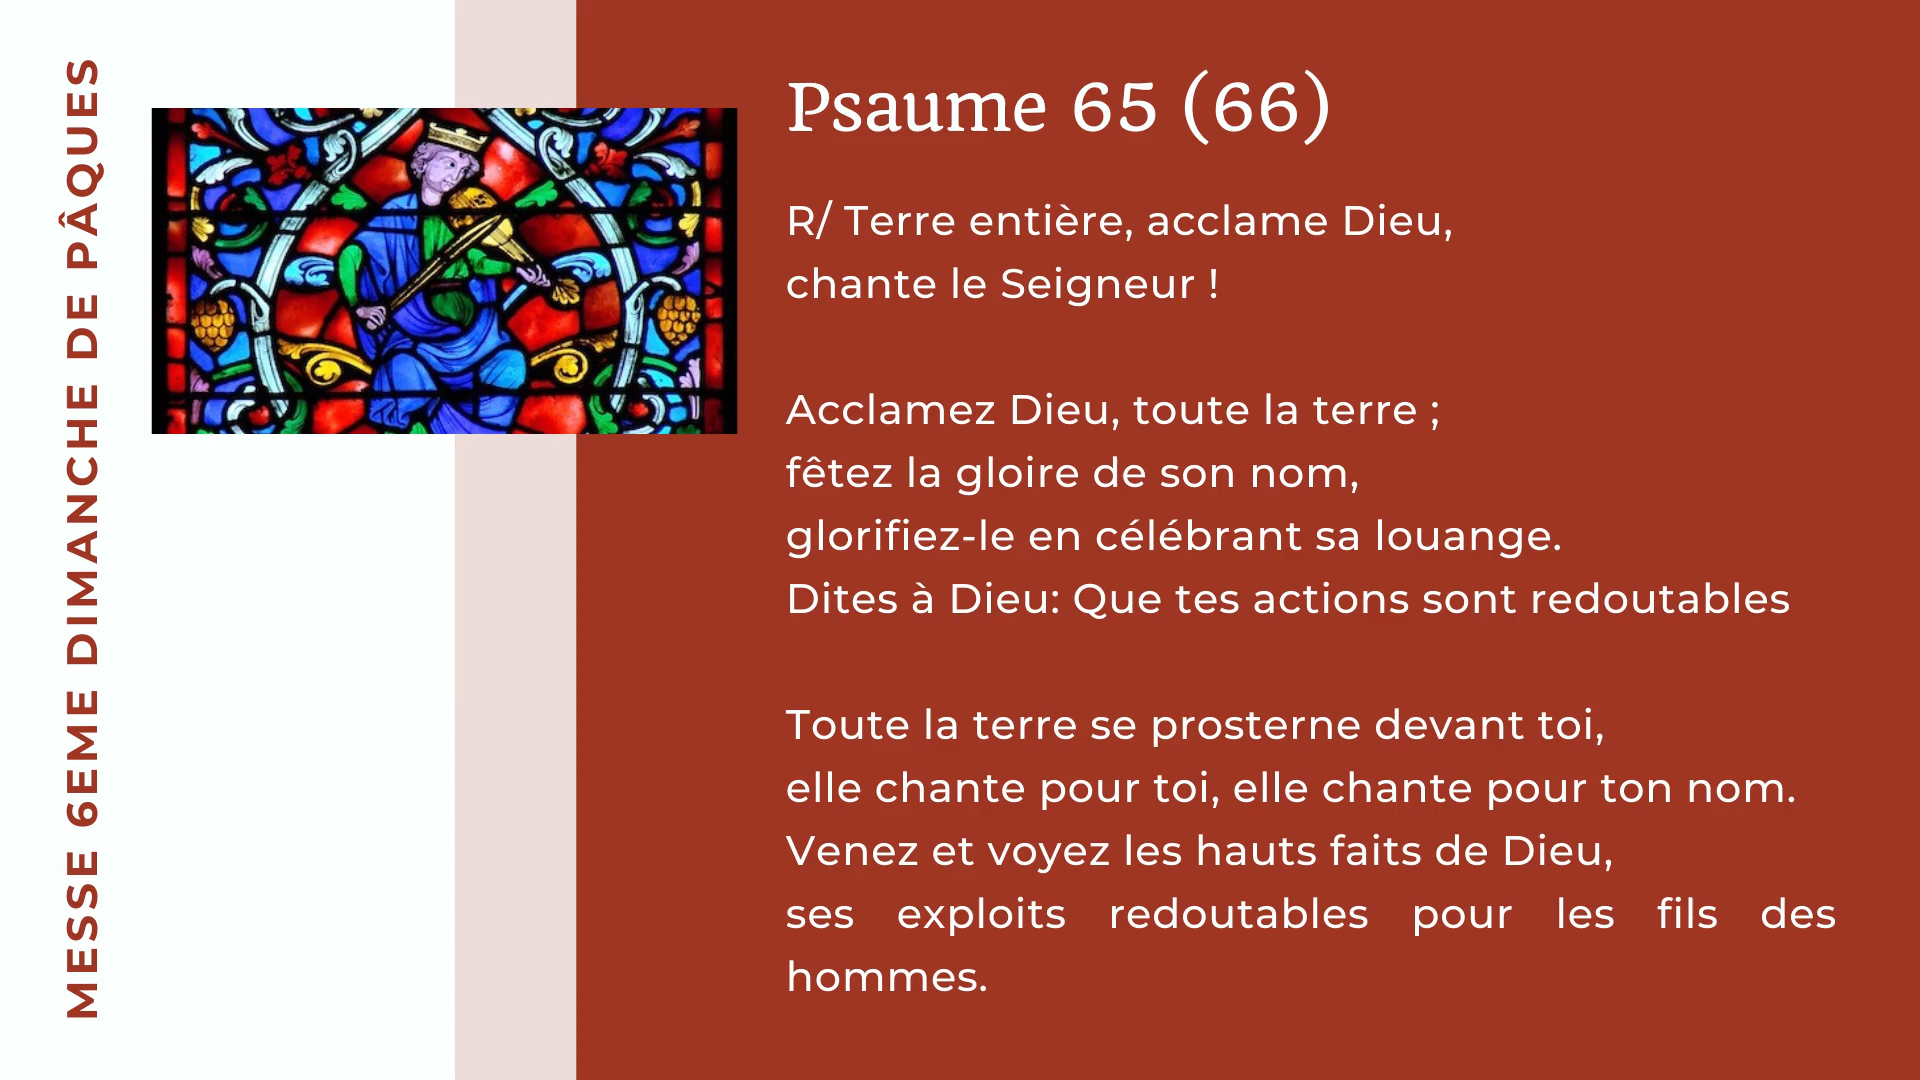 MESSE 6EME DIMANCHE DE PÂQUES
Psaume 65 (66)
R/ Terre entière, acclame Dieu,
chante le Seigneur !
Acclamez Dieu, toute la terre ;
fêtez la gloire de son nom,
glorifiez-le en célébrant sa louange.
Dites à Dieu: Que tes actions sont redoutables
Toute la terre se prosterne devant toi,
elle chante pour toi, elle chante pour ton nom.
Venez et voyez les hauts faits de Dieu,
ses exploits redoutables pour les fils des
hommes.